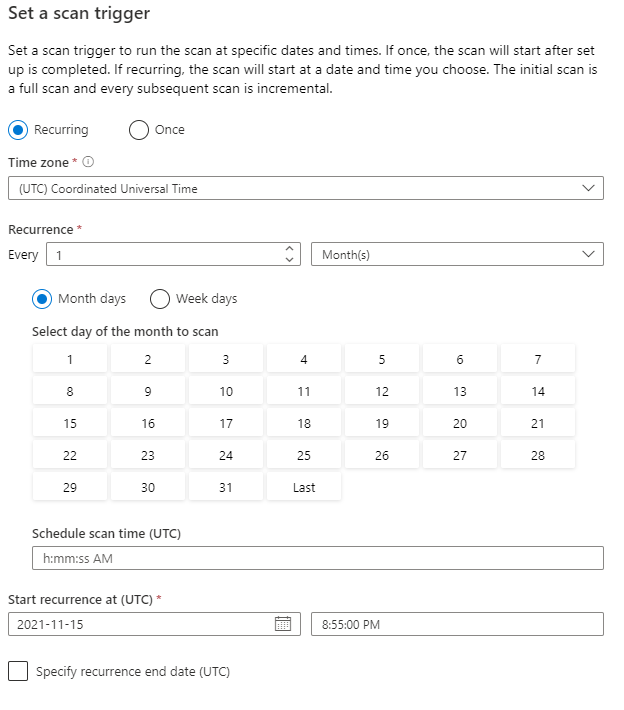 Set a scan trigger
Set a scan trigger to run the scan at specific dates and times. If once, the scan will start after set
up is completed. If recurring, the scan will start at a date and time you choose. The initial scan is
a full scan and every subsequent scan is incremental.
Recurring Once
Time zone *
(UTC) Coordinated Universal Time
Recurrence *
Every 1 Month(s)
Month days Week days
Select day of the month to scan
1 2 3 4 5 6 7
8 9 10 11 12 13 14
15 16 17 18 19 20 21
22 23 24 25 26 27 28
29 30 31 Last
Schedule scan time (UTC)
h:mm:ss AM
Start recurrence at (UTC) *
2021-11-15 8:55:00 PM
Specify recurrence end date (UTC)